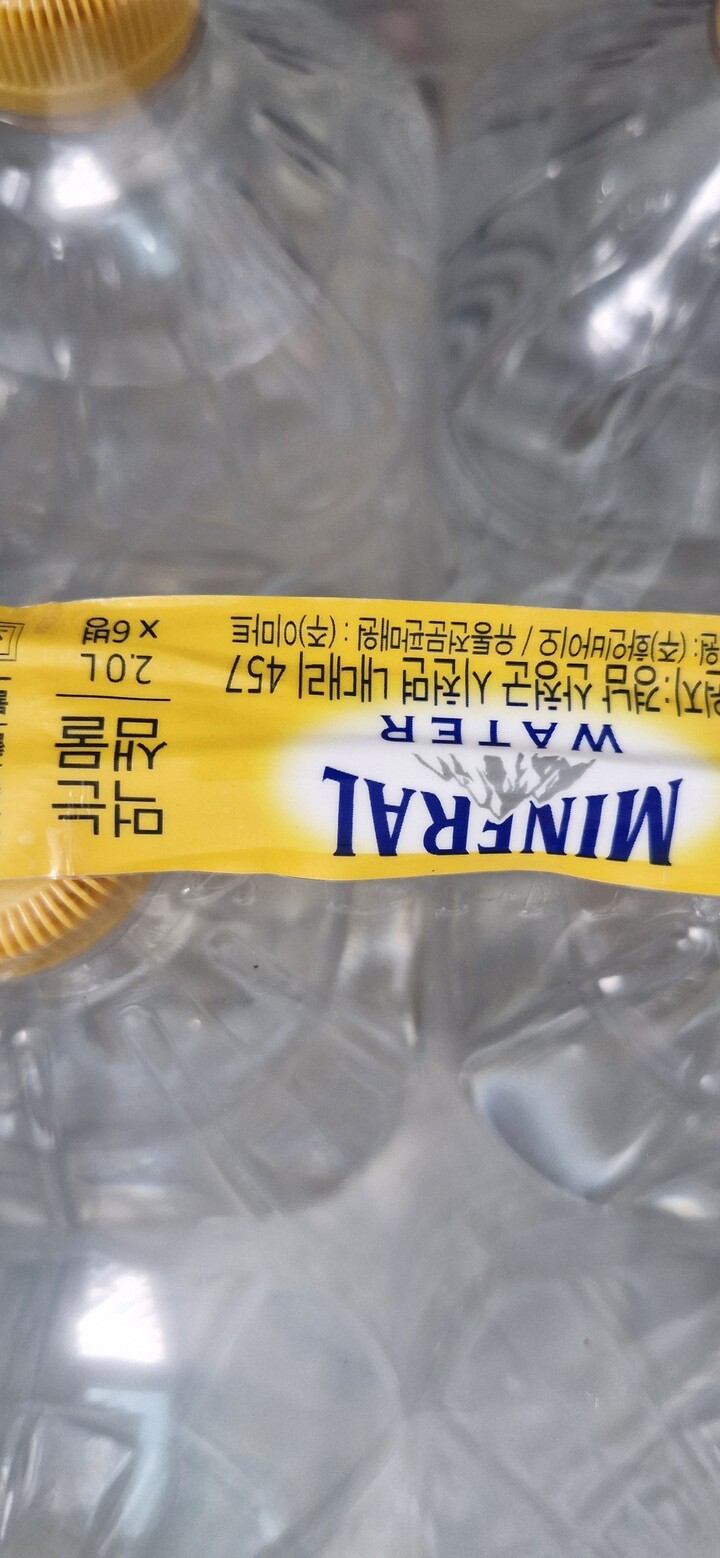 MINERAL
WATER
원지:경남 산청군 시천면 내대리 457
원: (주)화인바이오 / 유통전문판매원 : (주)이마트
먹는
샘물
2.0L
x 6병